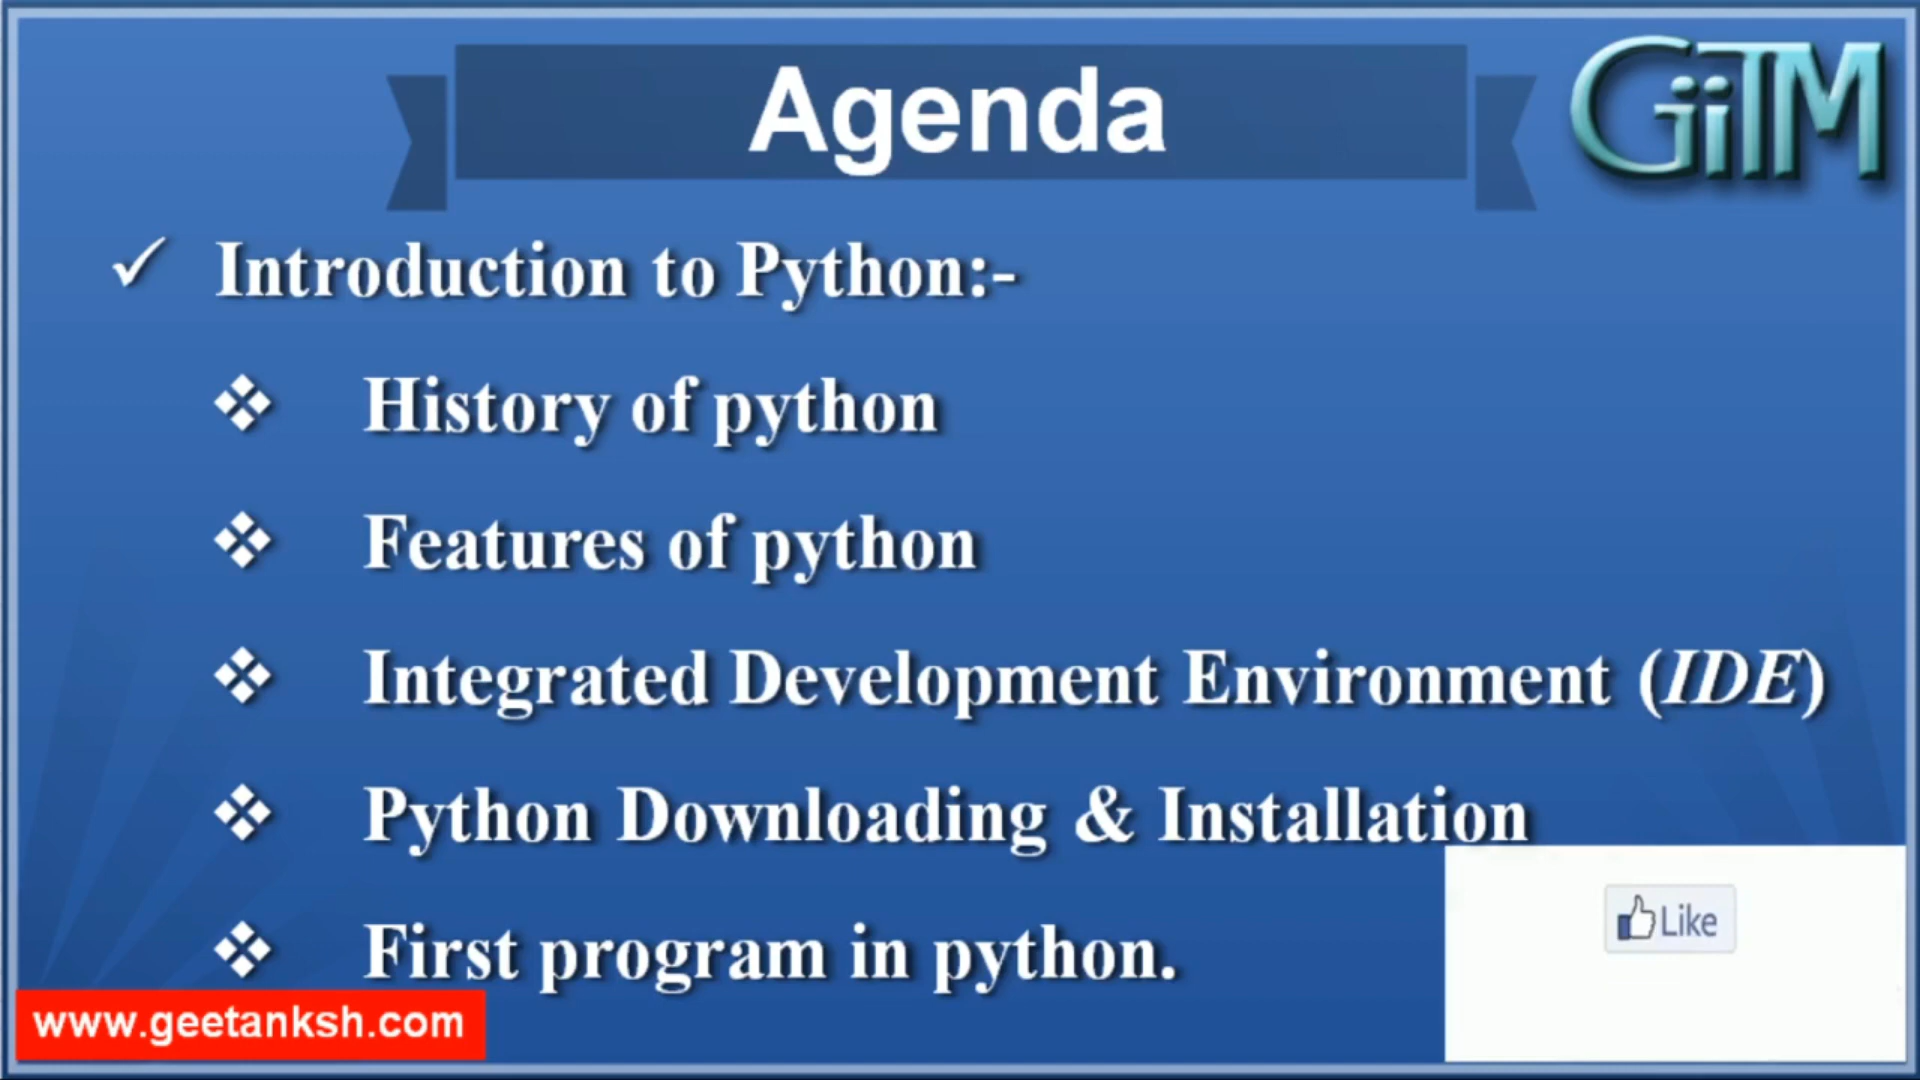 Agenda
GiiTM
✓ Introduction to Python:-
❖ History of python
❖ Features of python
❖ Integrated Development Environment (IDE)
❖ Python Downloading & Installation
❖ First program in python.
Like
www.geetanksh.com